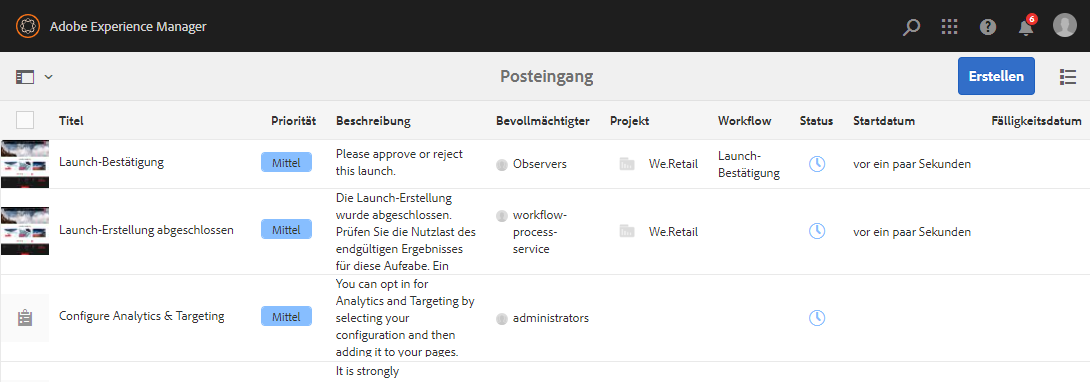 Adobe Experience Manager
6
Posteingang
Erstellen
Titel Priorität Beschreibung Bevollmächtigter Projekt Workflow Status Startdatum Fälligkeitsdatum
Launch-Bestätigung
Mittel
Please approve or reject
this launch.
Observers
We.Retail
Launch-
Bestätigung
vor ein paar Sekunden
Launch-Erstellung abgeschlossen
Mittel
Die Launch-Erstellung
wurde abgeschlossen.
Prüfen Sie die Nutzlast des
endgültigen Ergebnisses
für diese Aufgabe. Ein
workflow-
process-
service
We.Retail
vor ein paar Sekunden
Configure Analytics & Targeting
Mittel
You can opt in for
Analytics and Targeting by
selecting your
configuration and then
adding it to your pages.
administrators
It is strongly